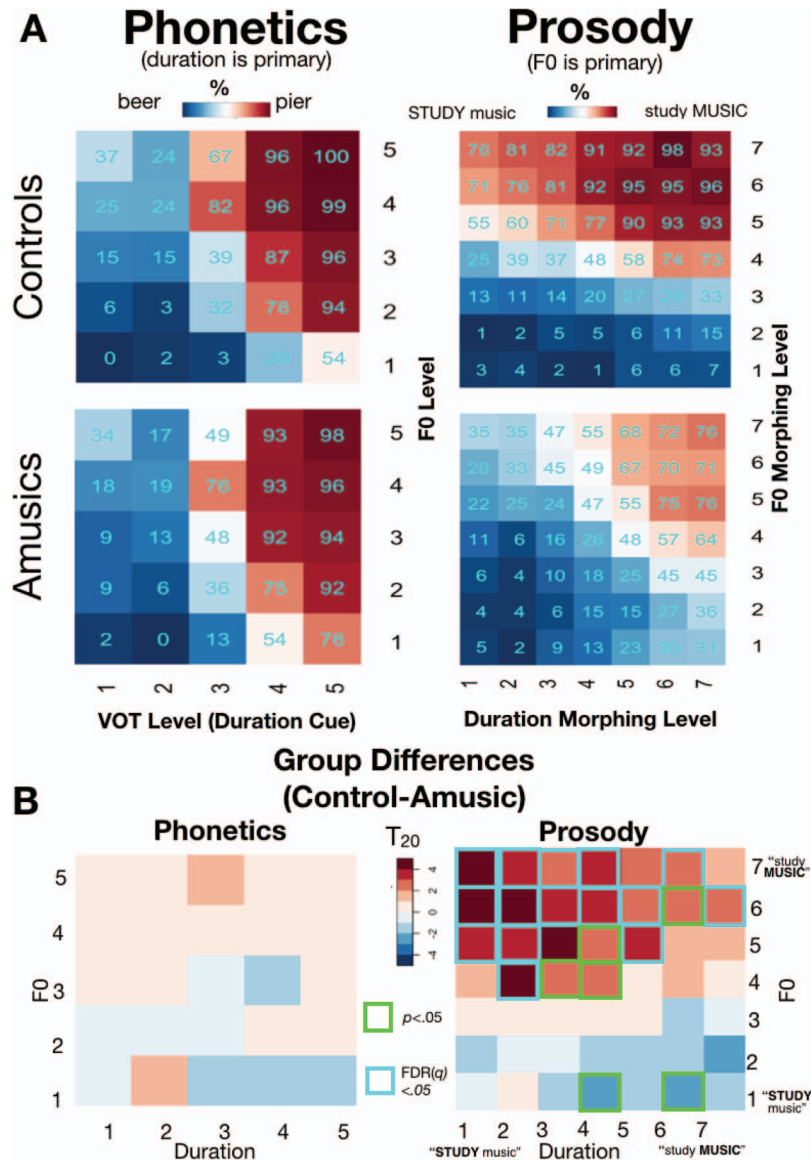 A
Phonetics
(duration is primary)
Prosody
(F0 is primary)
%
beer
pier
%
STUDY music
study MUSIC
Controls
37 24 67 96 100 5
25 24 82 96 99 4
15 15 39 87 96 3
6 3 32 78 94 2
0 2 3 29 54 1
76 81 82 91 92 98 93 7
71 76 81 92 95 95 96 6
55 60 71 77 90 93 93 5
25 39 37 48 58 74 73 4
13 11 14 20 27 33 3
1 2 5 5 6 11 15 2
3 4 2 1 6 6 7 1
F0 Level
F0 Morphing Level
Amusics
34 17 49 93 98 5
18 19 76 93 96 4
9 13 48 92 94 3
9 6 36 75 92 2
2 0 13 54 76 1
35 35 47 55 68 72 76 7
26 33 45 49 67 70 71 6
22 25 24 47 55 75 76 5
11 6 16 26 48 57 64 4
6 4 10 18 25 45 45 3
4 4 6 15 15 27 36 2
5 2 9 13 23 31 1
1 2 3 4 5
VOT Level (Duration Cue)
1 2 3 4 5 6 7
Duration Morphing Level
Group Differences
(Control-Amusic)
B
Phonetics
T20
Prosody
5
4
3
2
1
F0
1 2 3 4 5
Duration
4
2
0
-2
-4
p<.05
FDR(q)
<.05
7 "study
MUSIC"
6
5
4
3
2
1 "STUDY
music"
F0
1 2 3 4 5 6 7
"STUDY music"
Duration
"study MUSIC"